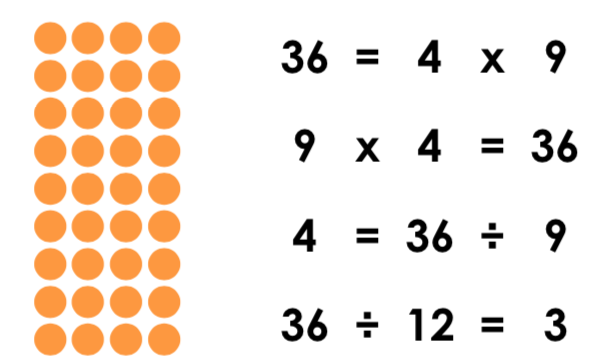 36 = 4 x 9
9 x 4 = 36
4 = 36 ÷ 9
36 ÷ 12 = 3